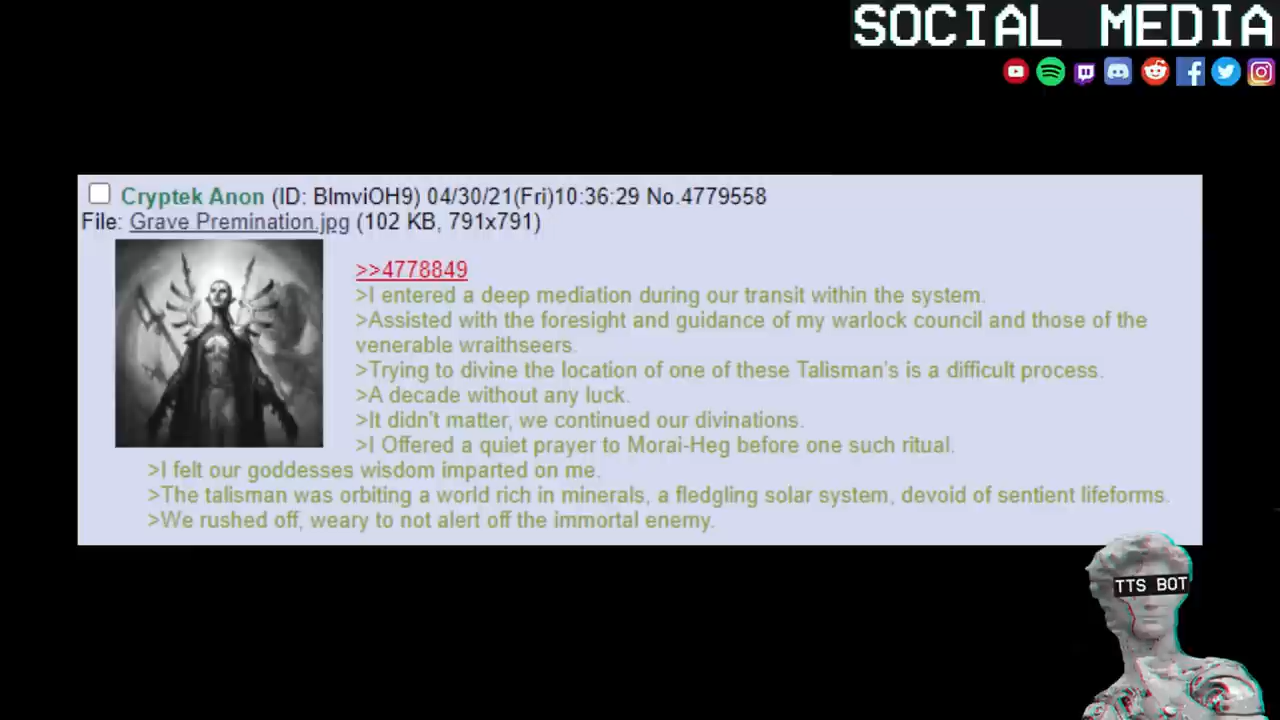 SOCIAL MEDIA
Cryptek Anon (ID: BlmviOH9) 04/30/21(Fri)10:36:29 No.4779558
File: Grave Premination.jpg (102 KB, 791x791)
>>4778849
>I entered a deep mediation during our transit within the system.
>Assisted with the foresight and guidance of my warlock council and those of the
venerable wraithseers.
>Trying to divine the location of one of these Talisman's is a difficult process.
>A decade without any luck.
>It didn't matter, we continued our divinations.
>I Offered a quiet prayer to Morai-Heg before one such ritual.
>I felt our goddesses wisdom imparted on me.
>The talisman was orbiting a world rich in minerals, a fledgling solar system, devoid of sentient lifeforms.
>We rushed off, weary to not alert off the immortal enemy.
TTS BOT